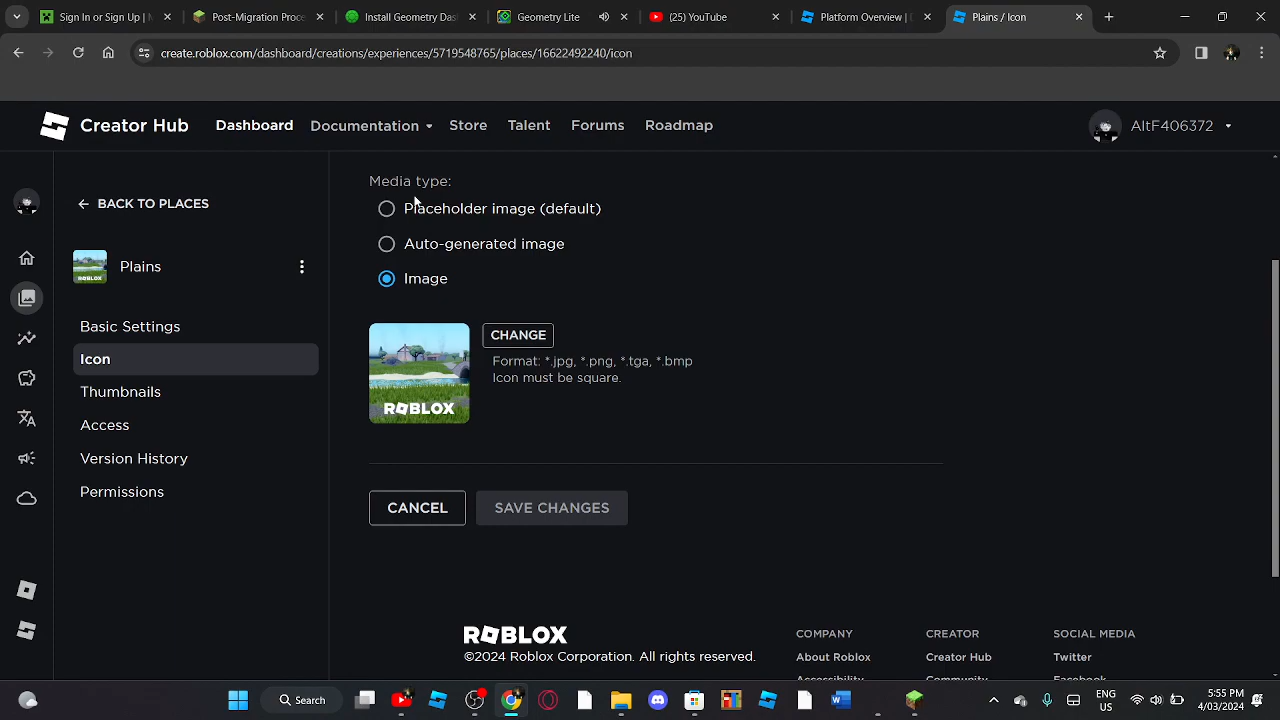 Sign Up | M
Post-Migration Proce
Install Geometry Das
Geometry Lite
(25) YouTube
Platform Overview | D
Plains / Icon
create.roblox.com/dashboard/creations/experiences/5719548765/places/16622492240/icon
Creator Hub
Dashboard
Documentation
Store
Talent
Forums
Roadmap
AltF406372
BACK TO PLACES
Plains
Basic Settings
Icon
Thumbnails
Access
Version History
Permissions
Media type:
Placeholder image (default)
Auto-generated image
Image
ROBLOX
CHANGE
Format: *.jpg, *.png, *.tga, *.bmp
Icon must be square.
ROBLOX
CANCEL
SAVE CHANGES
ROBLOX
©2024 Roblox Corporation. All rights reserved.
COMPANY
About Roblox
Accessibility
CREATOR
Creator Hub
Community
SOCIAL MEDIA
Twitter
Facebook
Search
ENG
US
5:55 PM
4/03/2024